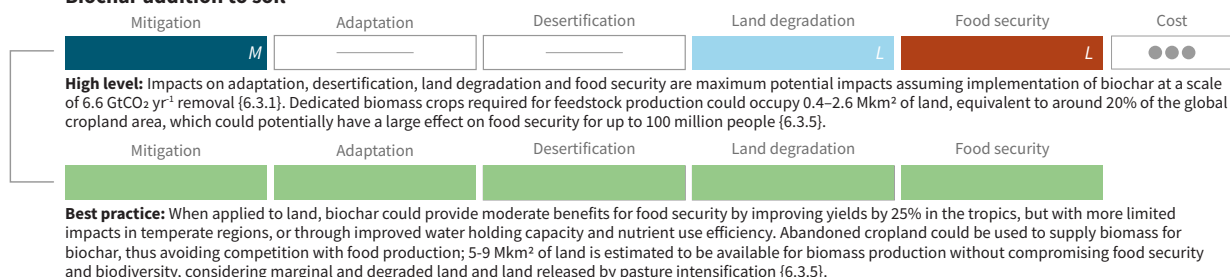 Biochar addition to soil
Mitigation Adaptation Desertification Land degradation Food security Cost
M L L
High level: Impacts on adaptation, desertification, land degradation and food security are maximum potential impacts assuming implementation of biochar at a scale
of 6.6 GtCO₂ yr⁻¹ removal {6.3.1}. Dedicated biomass crops required for feedstock production could occupy 0.4–2.6 Mkm² of land, equivalent to around 20% of the global
cropland area, which could potentially have a large effect on food security for up to 100 million people {6.3.5}.
Mitigation Adaptation Desertification Land degradation Food security
Best practice: When applied to land, biochar could provide moderate benefits for food security by improving yields by 25% in the tropics, but with more limited
impacts in temperate regions, or through improved water holding capacity and nutrient use efficiency. Abandoned cropland could be used to supply biomass for
biochar, thus avoiding competition with food production; 5-9 Mkm² of land is estimated to be available for biomass production without compromising food security
and biodiversity, considering marginal and degraded land and land released by pasture intensification {6.3.5}.